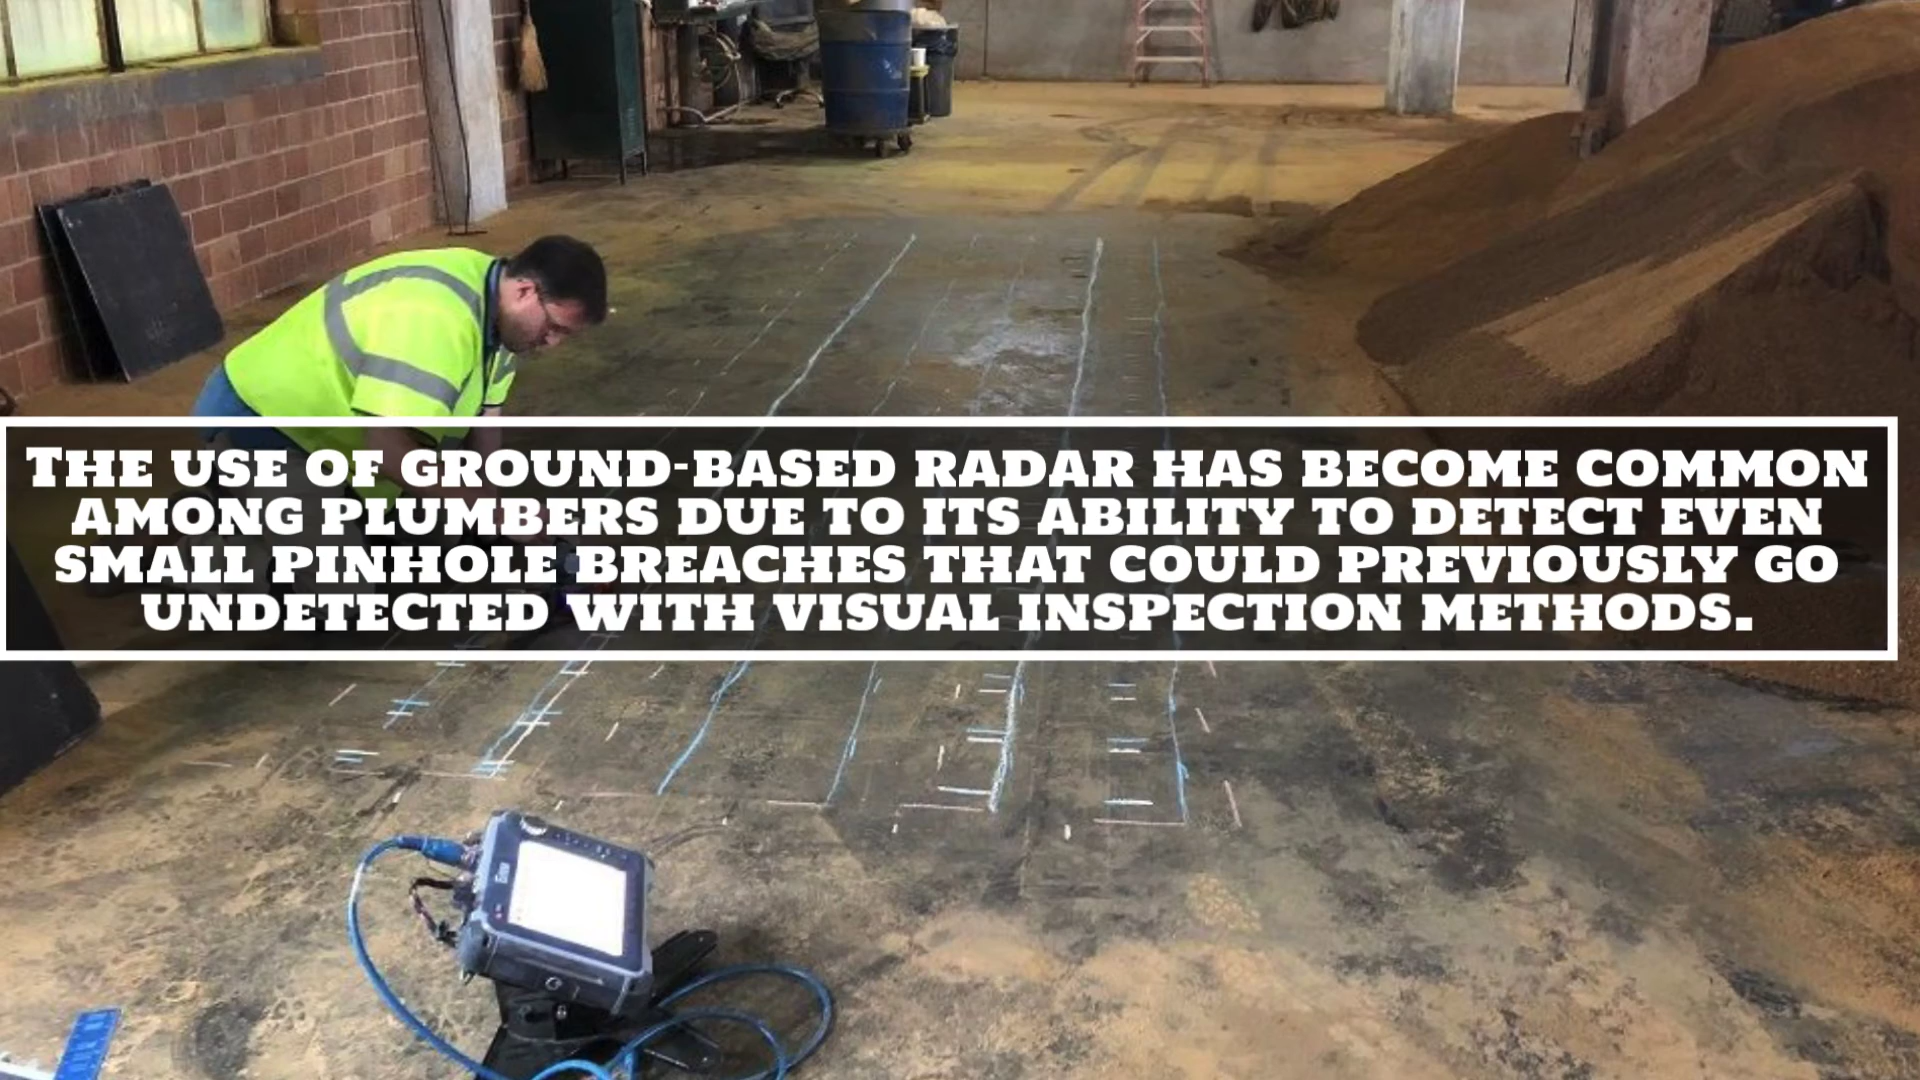 The use of ground-based radar has become common
among plumbers due to its ability to detect even
small pinhole breaches that could previously go
undetected with visual inspection methods.